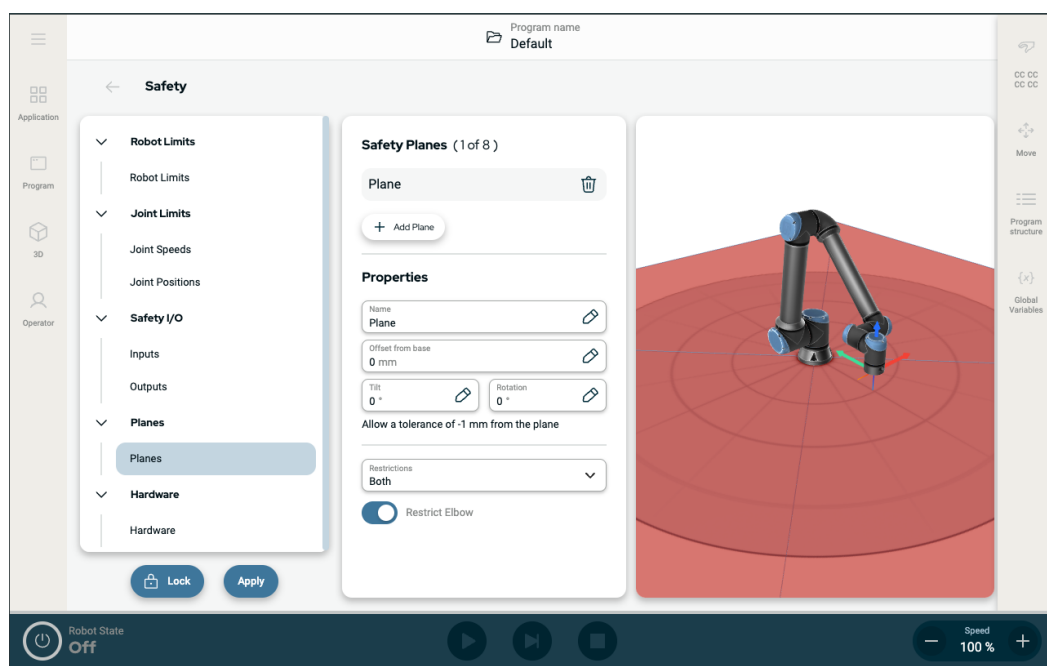 Program name
Default
Safety
Application
Program
3D
Operator
Robot Limits
Robot Limits
Joint Limits
Joint Speeds
Joint Positions
Safety I/O
Inputs
Outputs
Planes
Planes
Hardware
Hardware
Lock
Apply
Safety Planes (1 of 8)
Plane
+ Add Plane
Properties
Name
Plane
Offset from base
0 mm
Tilt
0 °
Rotation
0 °
Allow a tolerance of -1 mm from the plane
Restrictions
Both
Restrict Elbow
CC CC
CC CC
Move
Program
structure
{x}
Global
Variables
Robot State
Off
Speed
100 %